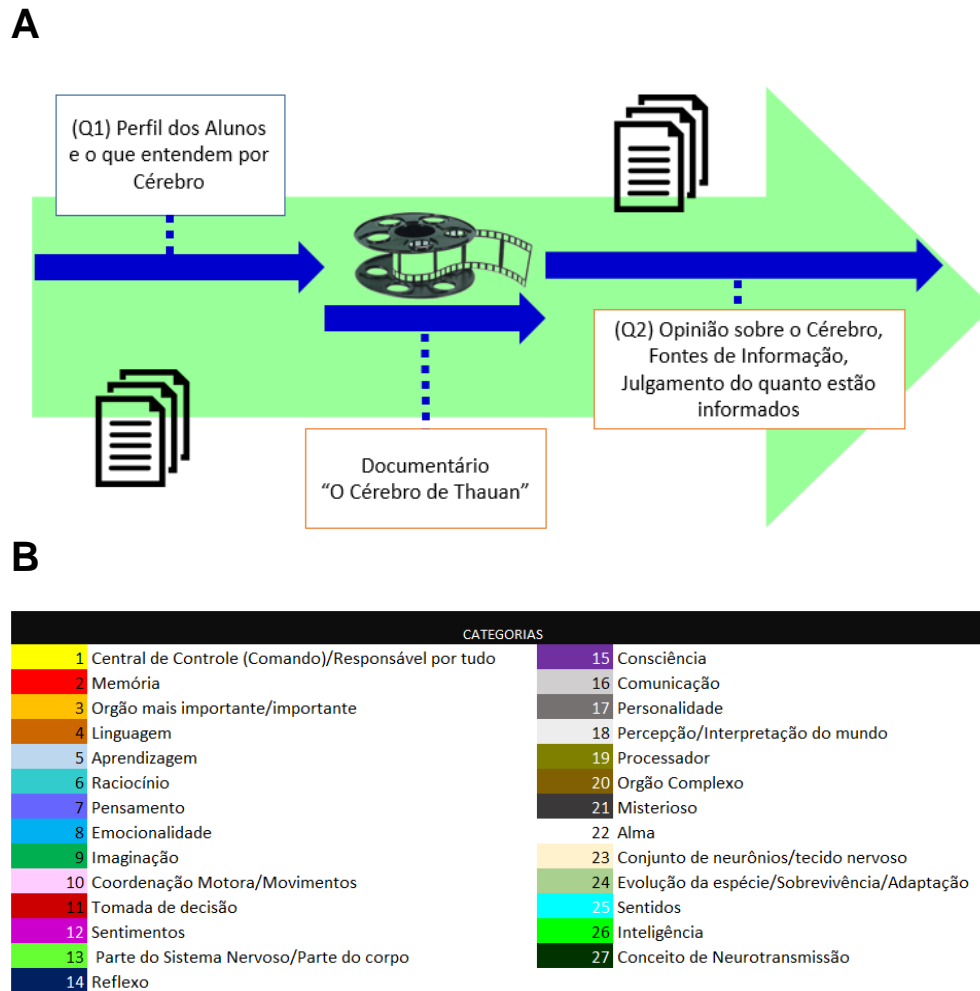 A
(Q1) Perfil dos Alunos
e o que entendem por
Cérebro
(Q2) Opinião sobre o Cérebro,
Fontes de Informação,
Julgamento do quanto estão
informados
Documentário
“O Cérebro de Thauan”
B
CATEGORIAS
1 Central de Controle (Comando)/Responsável por tudo
2 Memória
3 Orgão mais importante/importante
4 Linguagem
5 Aprendizagem
6 Raciocínio
7 Pensamento
8 Emocionalidade
9 Imaginação
10 Coordenação Motora/Movimentos
11 Tomada de decisão
12 Sentimentos
13 Parte do Sistema Nervoso/Parte do corpo
14 Reflexo
15 Consciência
16 Comunicação
17 Personalidade
18 Percepção/Interpretação do mundo
19 Processador
20 Orgão Complexo
21 Misterioso
22 Alma
23 Conjunto de neurônios/tecido nervoso
24 Evolução da espécie/Sobrevivência/Adaptação
25 Sentidos
26 Inteligência
27 Conceito de Neurotransmissão